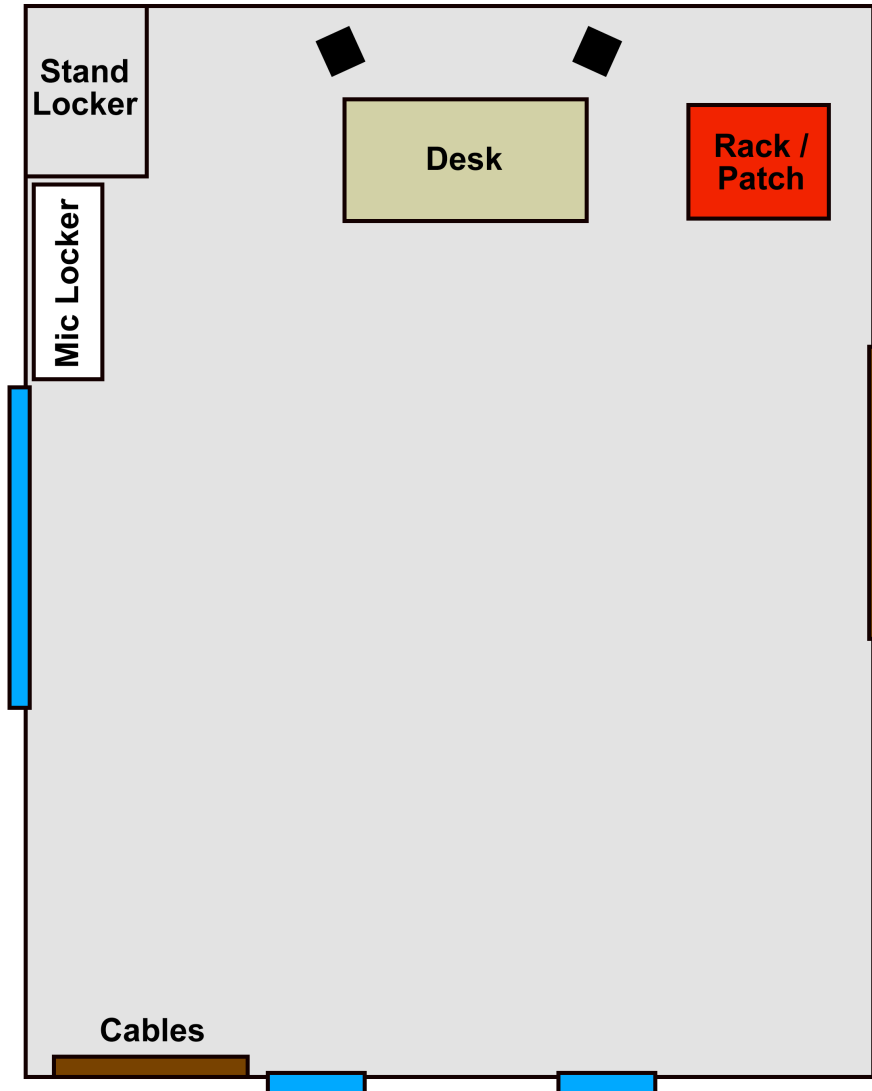 Stand
Locker
Desk
Rack /
Patch
Mic Locker
Cables